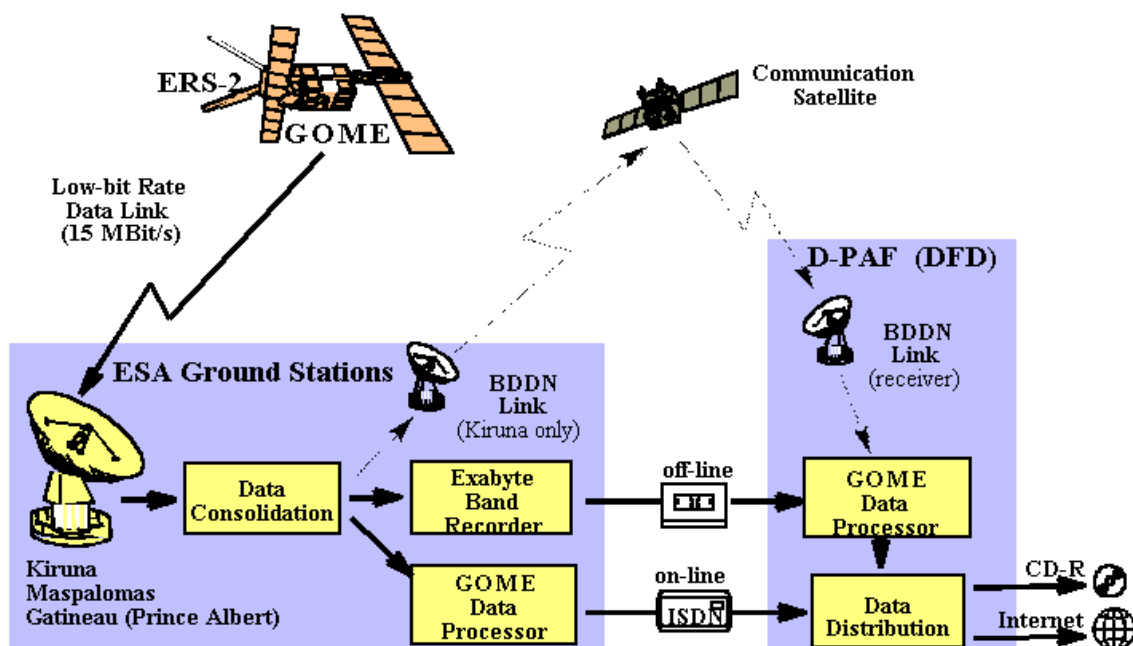 ERS-2
GOME
Communication
Satellite
Low-bit Rate
Data Link
(15 MBit/s)
D-PAF (DFD)
BDDN
Link
(receiver)
ESA Ground Stations
BDDN
Link
(Kiruna only)
Data
Consolidation
Exabyte
Band
Recorder
off-line
GOME
Data
Processor
Kiruna
Maspalomas
Gatineau (Prince Albert)
GOME
Data
Processor
on-line
ISDN
Data
Distribution
CD-R
Internet